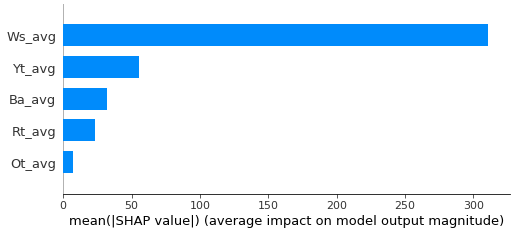 Ws_avg
Yt_avg
Ba_avg
Rt_avg
Ot_avg
0 50 100 150 200 250 300
mean(|SHAP value|) (average impact on model output magnitude)